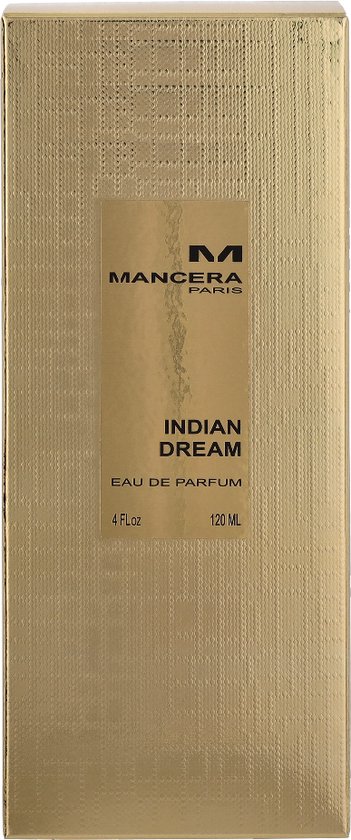 M
MANCERA
PARIS
INDIAN
DREAM
EAU DE PARFUM
4 FLoz 120 ML